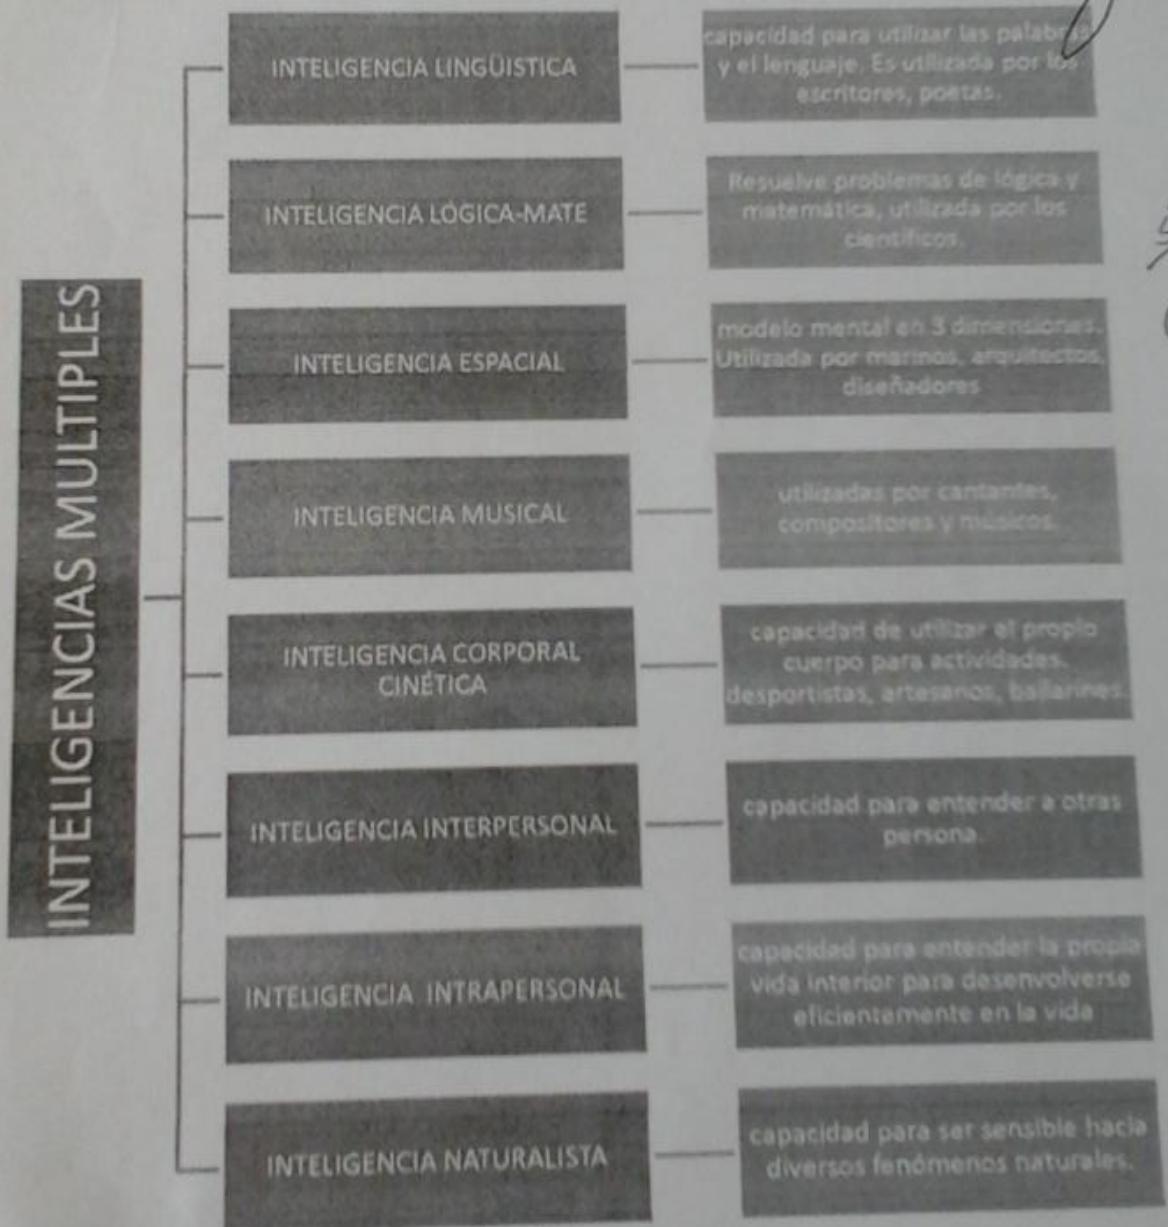 INTELIGENCIAS MULTIPLES
INTELIGENCIA LINGÜISTICA
capacidad para utilizar las palabras
y el lenguaje. Es utilizada por los
escritores, poetas.
INTELIGENCIA LÓGICA-MATE
Resuelve problemas de lógica y
matemática, utilizada por los
científicos.
INTELIGENCIA ESPACIAL
modelo mental en 3 dimensiones.
Utilizada por marinos, arquitectos,
diseñadores
INTELIGENCIA MUSICAL
utilizadas por cantantes,
compositores y músicos.
INTELIGENCIA CORPORAL
CINÉTICA
capacidad de utilizar el propio
cuerpo para actividades.
desportistas, artesanos, bailarines.
INTELIGENCIA INTERPERSONAL
capacidad para entender a otras
persona.
INTELIGENCIA INTRAPERSONAL
capacidad para entender la propia
vida interior para desenvolverse
eficientemente en la vida
INTELIGENCIA NATURALISTA
capacidad para ser sensible hacia
diversos fenómenos naturales.